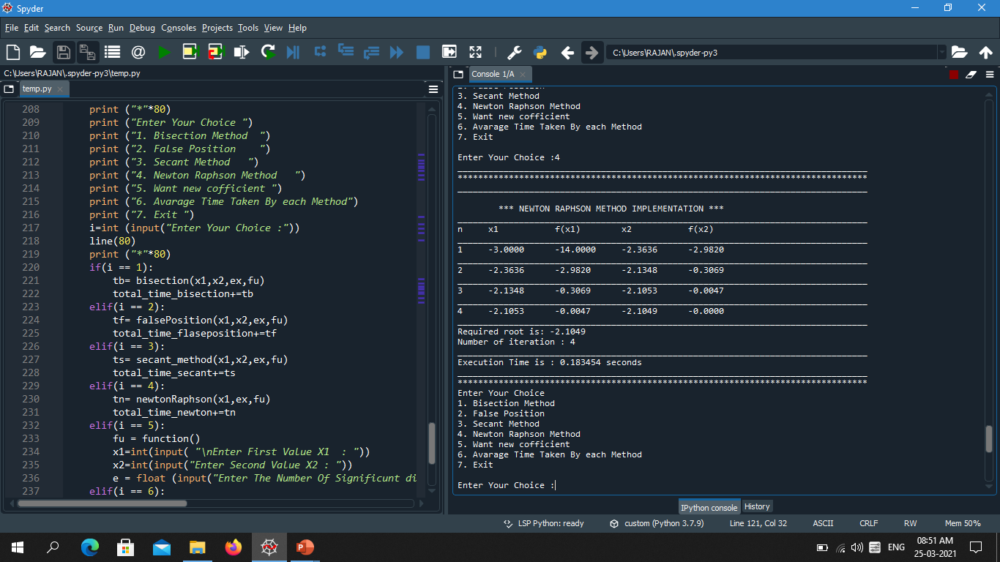 Spyder
File Edit Search Source Run Debug Consoles Projects Tools View Help
C:\Users\RAJAN\.spyder-py3
C:\Users\RAJAN\.spyder-py3\temp.py
temp.py
208 print ("*"*80)
209 print ("Enter Your Choice ")
210 print ("1. Bisection Method  ")
211 print ("2. False Position    ")
212 print ("3. Secant Method   ")
213 print ("4. Newton Raphson Method   ")
214 print ("5. Want new cofficient ")
215 print ("6. Avarage Time Taken By each Method")
216 print ("7. Exit ")
217 i=int (input("Enter Your Choice :"))
218 line(80)
219 print ("*"*80)
220 if(i == 1):
221 tb= bisection(x1,x2,ex,fu)
222 total_time_bisection+=tb
223 elif(i == 2):
224 tf= falsePosition(x1,x2,ex,fu)
225 total_time_flaseposition+=tf
226 elif(i == 3):
227 ts= secant_method(x1,x2,ex,fu)
228 total_time_secant+=ts
229 elif(i == 4):
230 tn= newtonRaphson(x1,ex,fu)
231 total_time_newton+=tn
232 elif(i == 5):
233 fu = function()
234 x1=int(input( "\nEnter First Value X1  : "))
235 x2=int(input("Enter Second Value X2 : "))
236 e = float (input("Enter The Number Of Significunt di
237 elif(i == 6):
Console 1/A
3. Secant Method
4. Newton Raphson Method
5. Want new cofficient
6. Avarage Time Taken By each Method
7. Exit
Enter Your Choice :4
________________________________________________________________________________
********************************************************************************
________________________________________________________________________________
*** NEWTON RAPHSON METHOD IMPLEMENTATION ***
________________________________________________________________________________
n x1 f(x1) x2 f(x2)
________________________________________________________________________________
1 -3.0000 -14.0000 -2.3636 -2.9820
________________________________________________________________________________
2 -2.3636 -2.9820 -2.1348 -0.3069
________________________________________________________________________________
3 -2.1348 -0.3069 -2.1053 -0.0047
________________________________________________________________________________
4 -2.1053 -0.0047 -2.1049 -0.0000
________________________________________________________________________________
Required root is: -2.1049
Number of iteration : 4
________________________________________________________________________________
Execution Time is : 0.183454 seconds
________________________________________________________________________________
********************************************************************************
Enter Your Choice
1. Bisection Method
2. False Position
3. Secant Method
4. Newton Raphson Method
5. Want new cofficient
6. Avarage Time Taken By each Method
7. Exit
Enter Your Choice :
IPython console History
LSP Python: ready custom (Python 3.7.9) Line 121, Col 32 ASCII CRLF RW Mem 50%
ENG 08:51 AM
25-03-2021